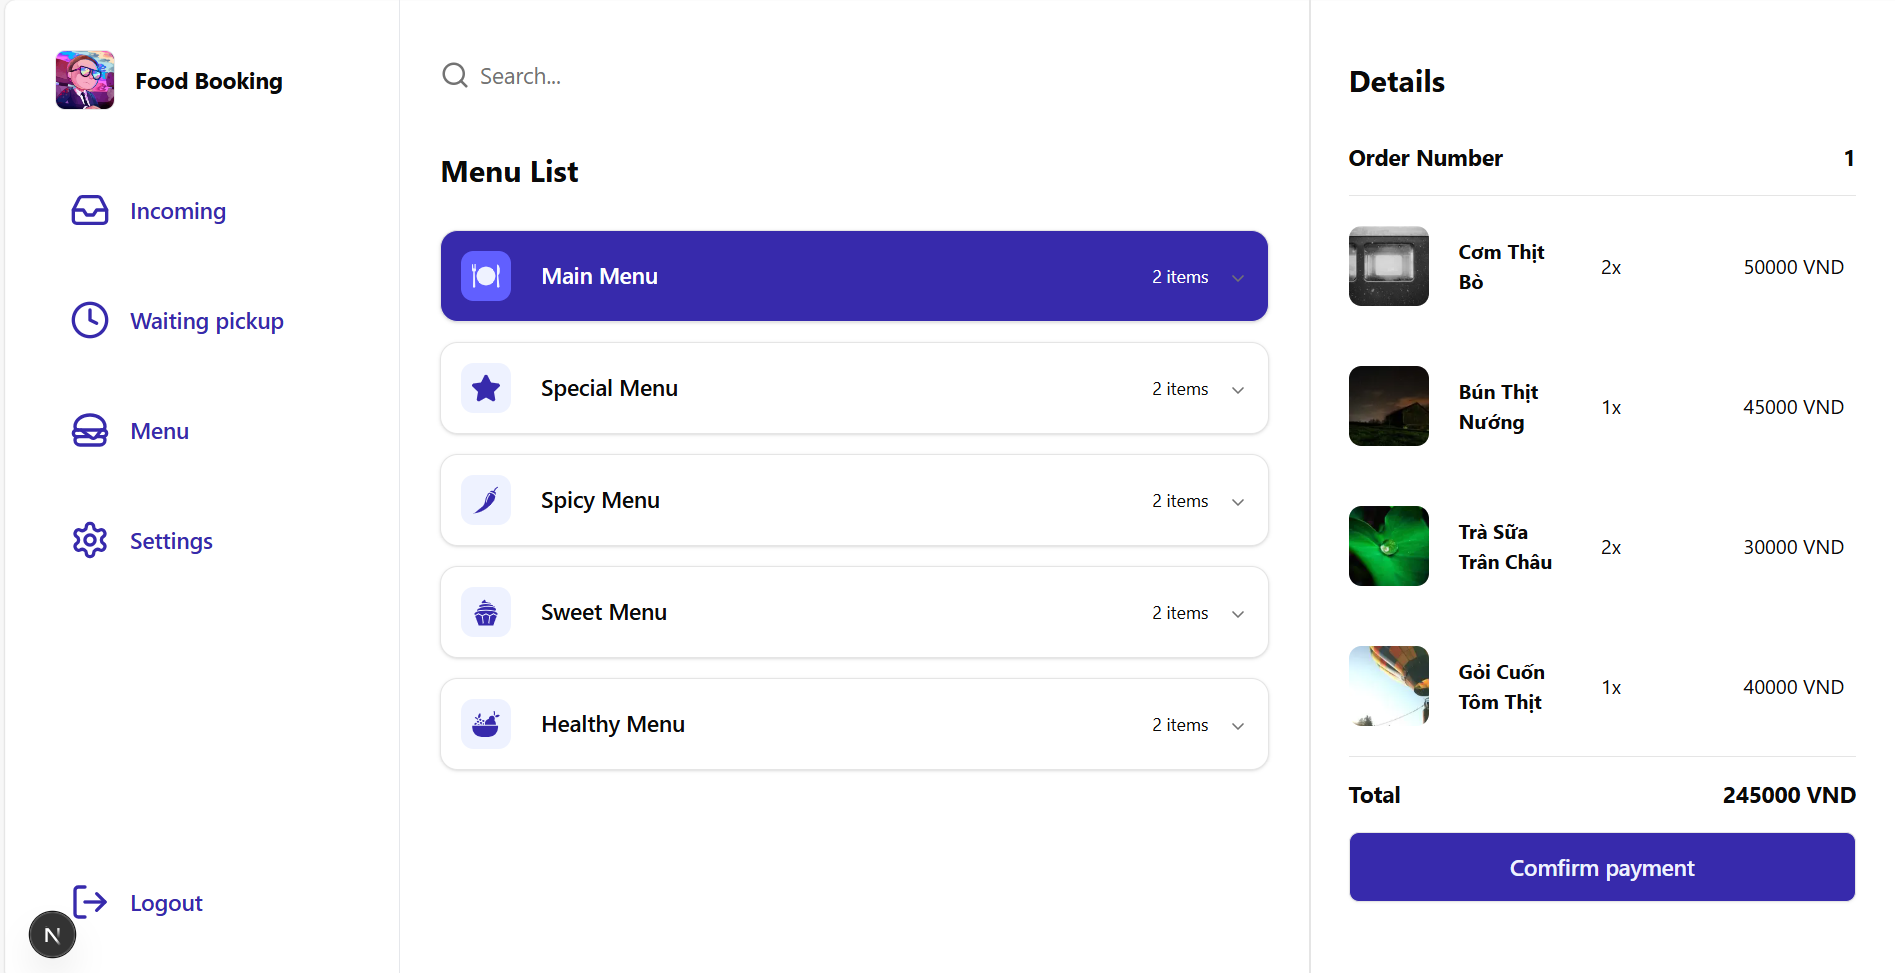 Food Booking
Incoming
Waiting pickup
Menu
Settings
Logout
N
Search...
Menu List
Main Menu 2 items
Special Menu 2 items
Spicy Menu 2 items
Sweet Menu 2 items
Healthy Menu 2 items
Details
Order Number 1
Cơm Thịt
Bò
2x 50000 VND
Bún Thịt
Nướng
1x 45000 VND
Trà Sữa
Trân Châu
2x 30000 VND
Gỏi Cuốn
Tôm Thịt
1x 40000 VND
Total 245000 VND
Comfirm payment